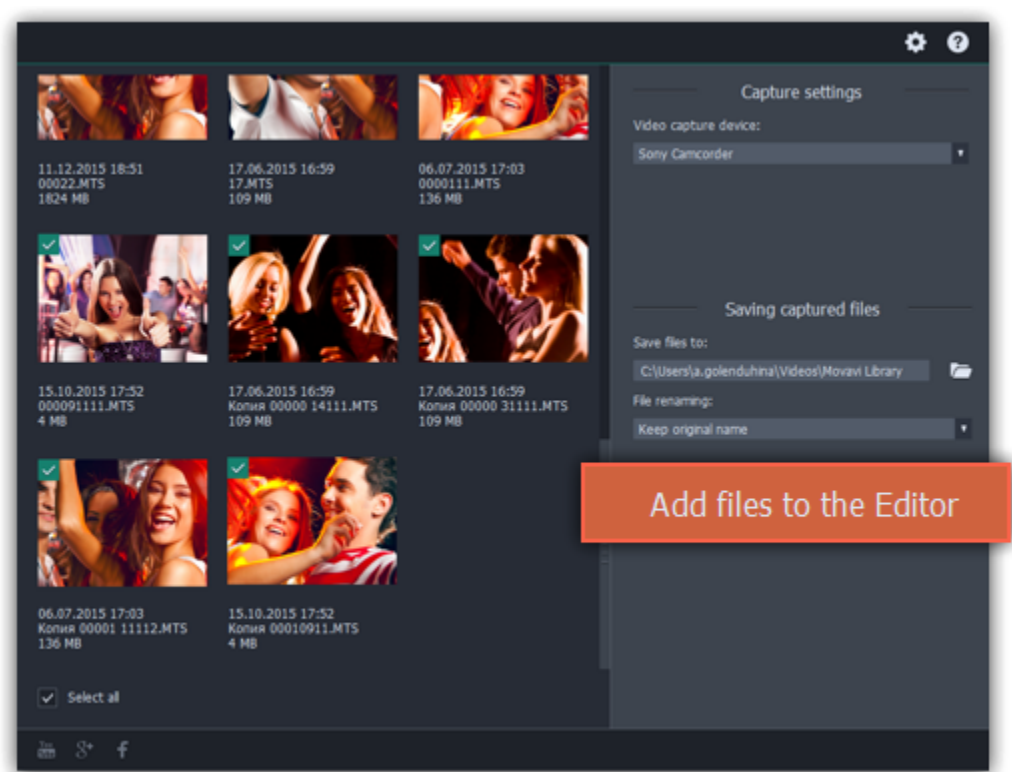 Capture settings
Video capture device:
Sony Camcorder
11.12.2015 18:51
00022.MTS
1824 MB
17.06.2015 16:59
17.MTS
109 MB
06.07.2015 17:03
0000111.MTS
136 MB
15.10.2015 17:52
000091111.MTS
4 MB
17.06.2015 16:59
Копия 00000 14111.MTS
109 MB
17.06.2015 16:59
Копия 00000 31111.MTS
109 MB
Saving captured files
Save files to:
C:\Users\a.golenduhina\Videos\Movavi Library
File renaming:
Keep original name
Add files to the Editor
06.07.2015 17:03
Копия 00001 11112.MTS
136 MB
15.10.2015 17:52
Копия 00010911.MTS
4 MB
Select all